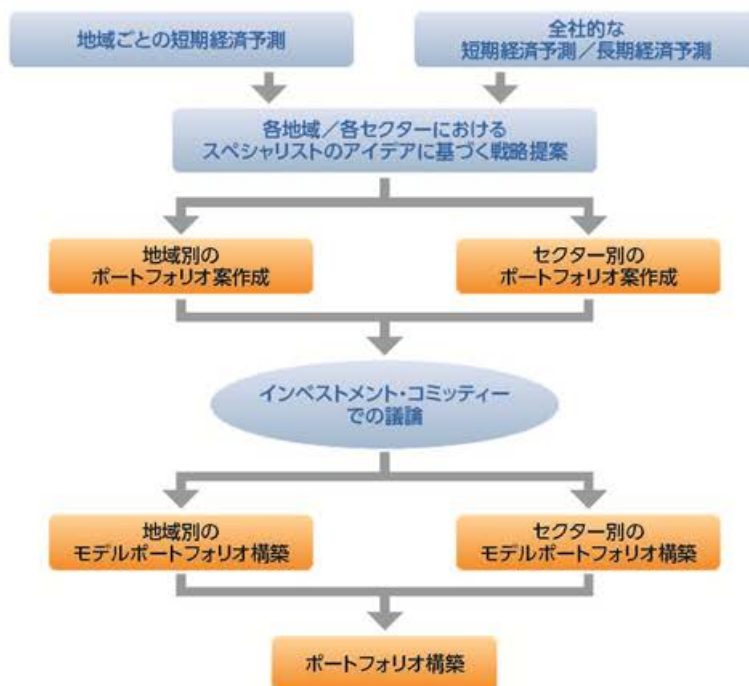 地域ごとの短期経済予測
全社的な
短期経済予測／長期経済予測
各地域／各セクターにおける
スペシャリストのアイデアに基づく戦略提案
地域別の
ポートフォリオ案作成
セクター別の
ポートフォリオ案作成
インベストメント・コミッティー
での議論
地域別の
モデルポートフォリオ構築
セクター別の
モデルポートフォリオ構築
ポートフォリオ構築